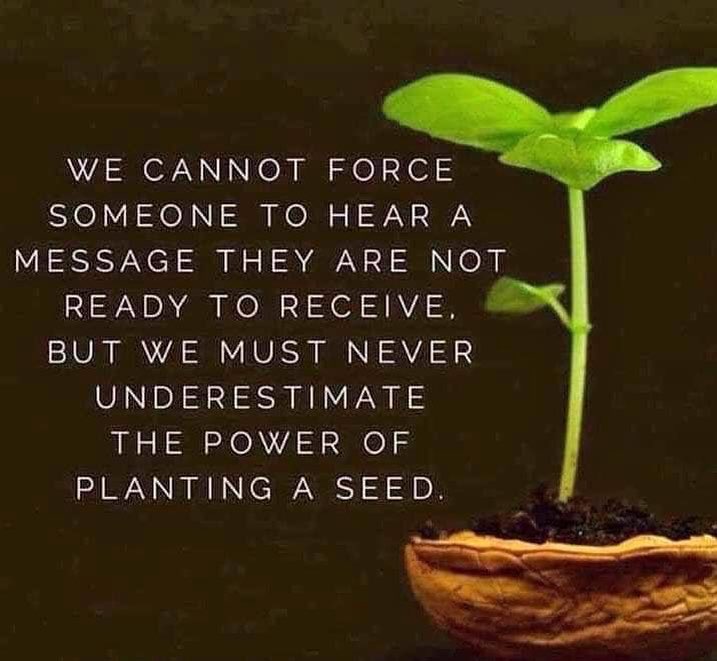 WE CANNOT FORCE
SOMEONE TO HEAR A
MESSAGE THEY ARE NOT
READY TO RECEIVE,
BUT WE MUST NEVER
UNDERESTIMATE
THE POWER OF
PLANTING A SEED.